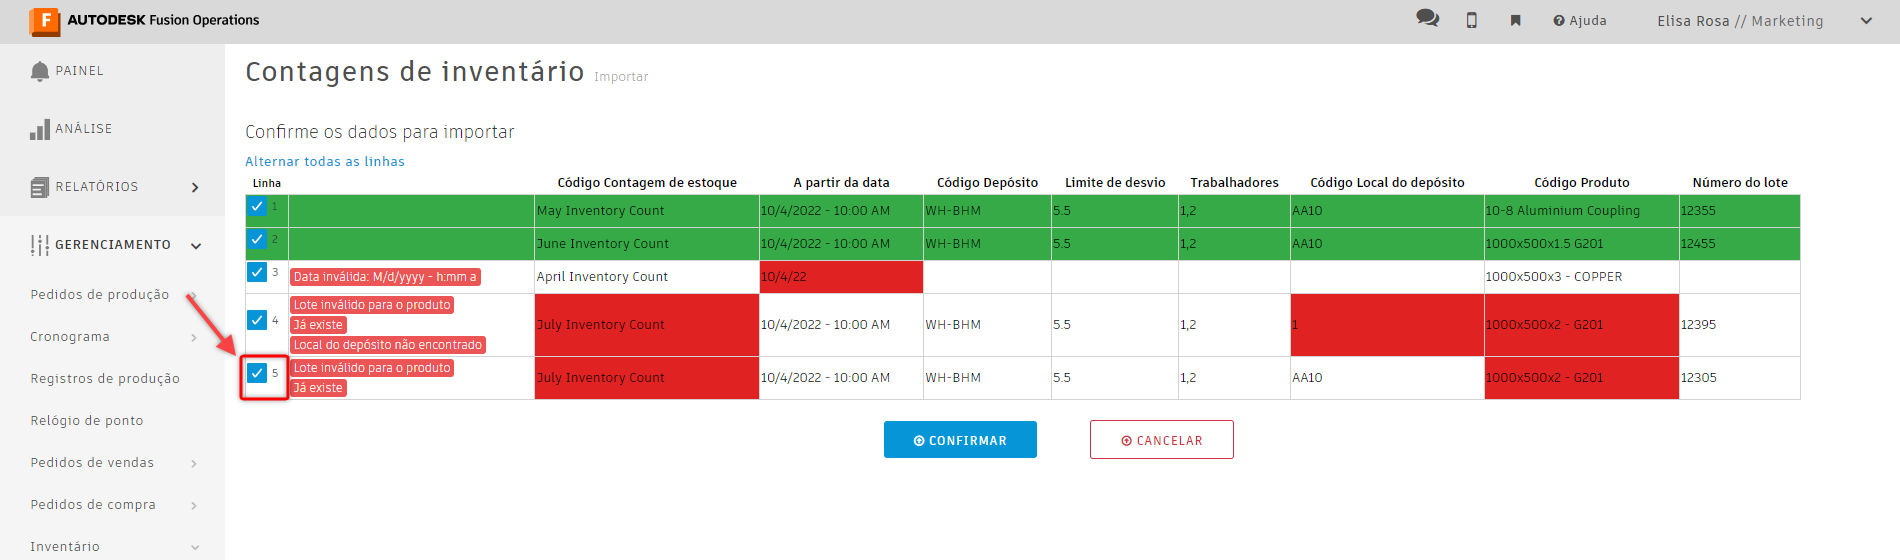 AUTODESK Fusion Operations
Ajuda
Elisa Rosa // Marketing
PAINEL
ANÁLISE
RELATÓRIOS
GERENCIAMENTO
Pedidos de produção
Cronograma
Registros de produção
Relógio de ponto
Pedidos de vendas
Pedidos de compra
Inventário
Contagens de inventário Importar
Confirme os dados para importar
Alternar todas as linhas
Linha Código Contagem de estoque A partir da data Código Depósito Limite de desvio Trabalhadores Código Local do depósito Código Produto Número do lote
1 May Inventory Count 10/4/2022 - 10:00 AM WH-BHM 5.5 1,2 AA10 10-8 Aluminium Coupling 12355
2 June Inventory Count 10/4/2022 - 10:00 AM WH-BHM 5.5 1,2 AA10 1000x500x1.5 G201 12455
3 Data inválida: M/d/yyyy - h:mm a April Inventory Count 10/4/22 1000x500x3 - COPPER
Lote inválido para o produto
4 Já existe July Inventory Count 10/4/2022 - 10:00 AM WH-BHM 5.5 1,2 1 1000x500x2 - G201 12395
Local do depósito não encontrado
Lote inválido para o produto
5 July Inventory Count 10/4/2022 - 10:00 AM WH-BHM 5.5 1,2 AA10 1000x500x2 - G201 12305
Já existe
CONFIRMAR
CANCELAR